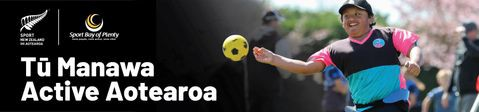 SPORT
NEW ZEALAND
IHI AOTEAROA
Sport Bay of Plenty
Tū Manawa
Active Aotearoa